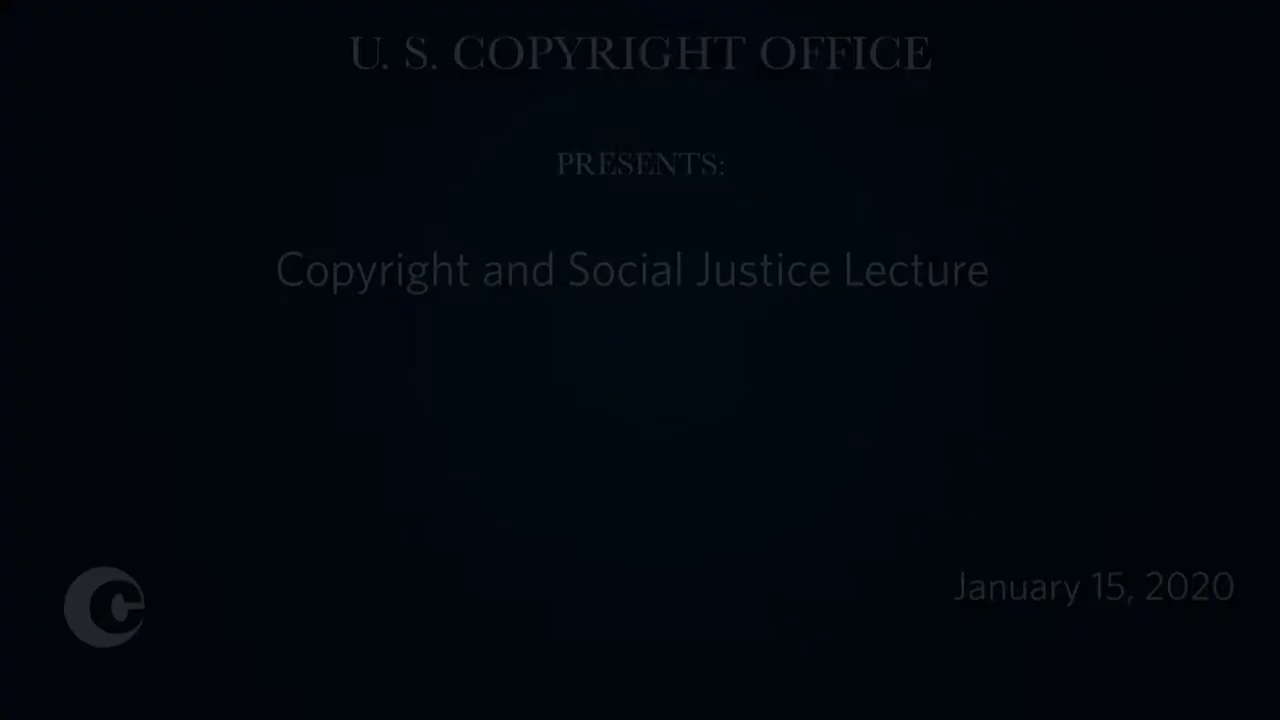 U. S. COPYRIGHT OFFICE
PRESENTS:
Copyright and Social Justice Lecture
January 15, 2020